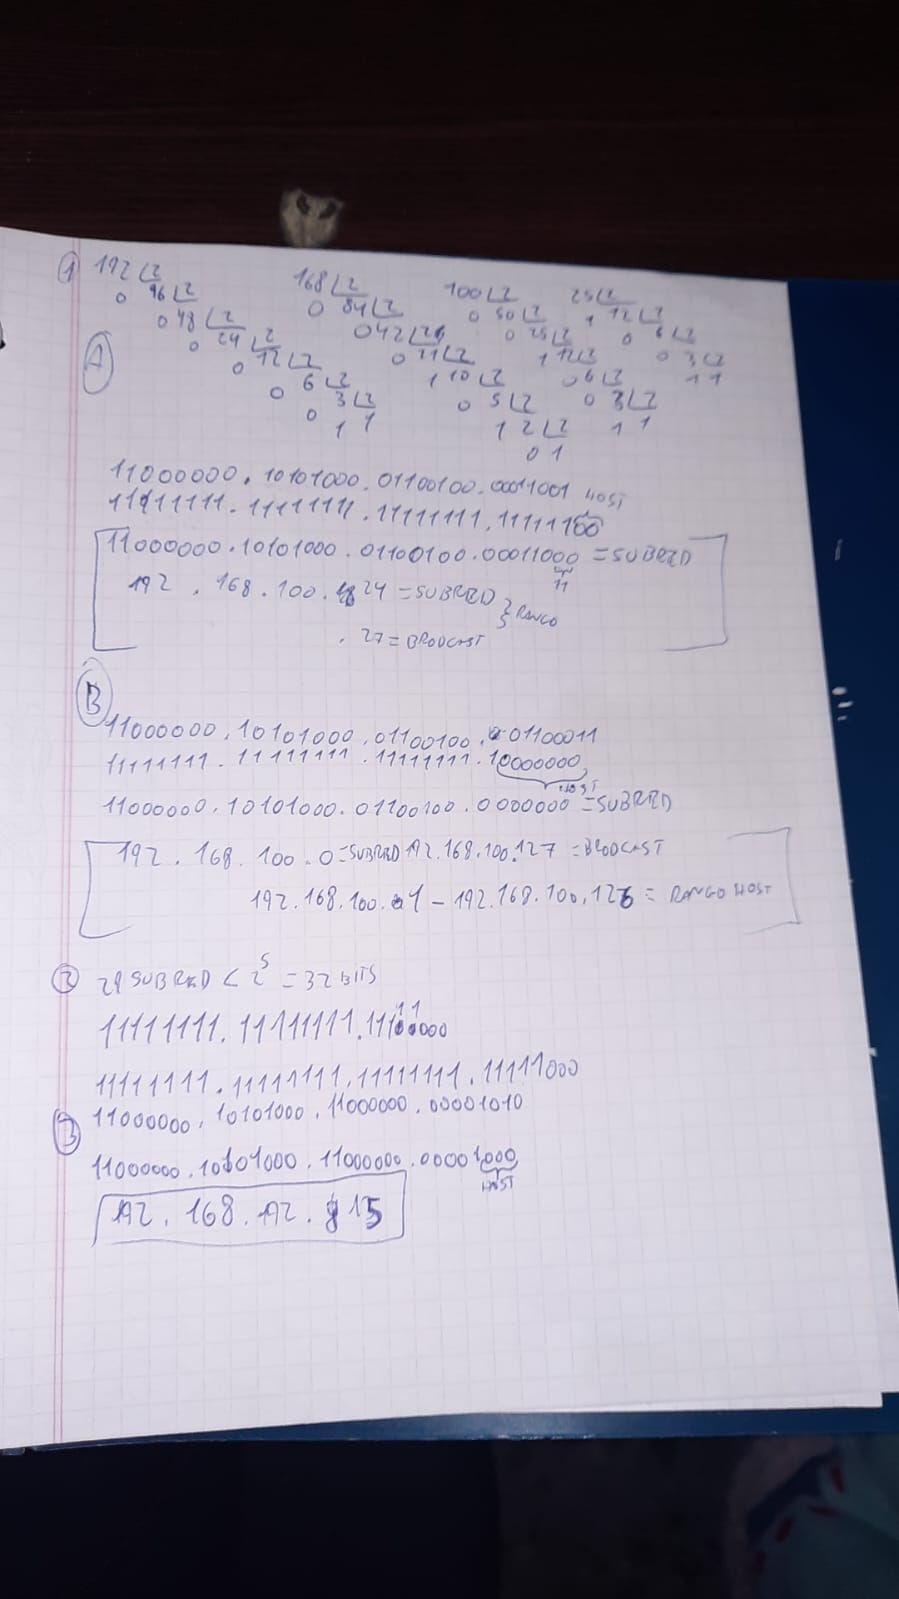 ① 192 |2 168 |2 100 |2 25 |2
0 96 |2 0 84 |2 0 50 |2 1 12 |2
0 48 |2 0 42 |2 0 25 |2 0 6 |2
0 24 |2 0 21 |2 1 12 |2 0 3 |2
0 12 |2 1 10 |2 0 6 |2 1 1
0 6 |2 0 5 |2 0 3 |2
0 3 |2 1 2 |2 1 1
1 1 0 1
A
11000000.10101000.01100100.00011001 HOST
11111111.11111111.11111111.11111100
11000000.10101000.01100100.00011000 = SUBRED
11
192.168.100.24 = SUBRED
} RANGO
.27 = BRODCAST
B
11000000.10101000.01100100.01100011
11111111.11111111.11111111.10000000
HOST
11000000.10101000.01100100.0000000 = SUBRED
192.168.100.0 = SUBRED 192.168.100.127 = BRODCAST
192.168.100.1 - 192.168.100.126 = RANGO HOST
② 29 SUBRED < 2^5 = 32 BITS
11
11111111.11111111.111 000
11111111.11111111.11111111.11111000
③ 11000000.10101000.11000000.00001010
11000000.10101000.11000000.00001000
HOST
192.168.192.15